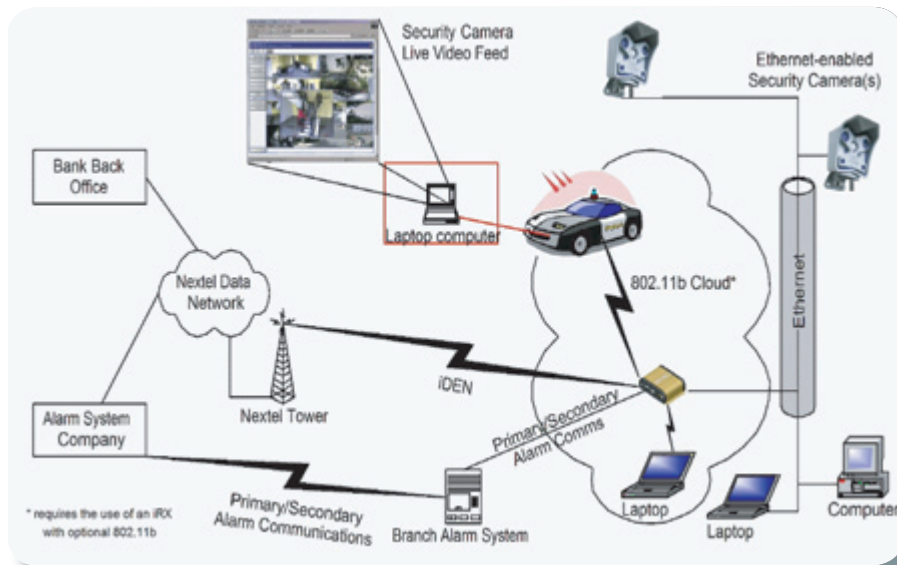 Security Camera
Live Video Feed
Ethernet-enabled
Security Camera(s)
Bank Back
Office
Laptop computer
802.11b Cloud*
Nextel Data
Network
Ethernet
iDEN
Nextel Tower
Alarm System
Company
Primary/Secondary
Alarm Comms
Primary/Secondary
Alarm Communications
Branch Alarm System
Laptop
Laptop
Computer
* requires the use of an iRX
with optional 802.11b